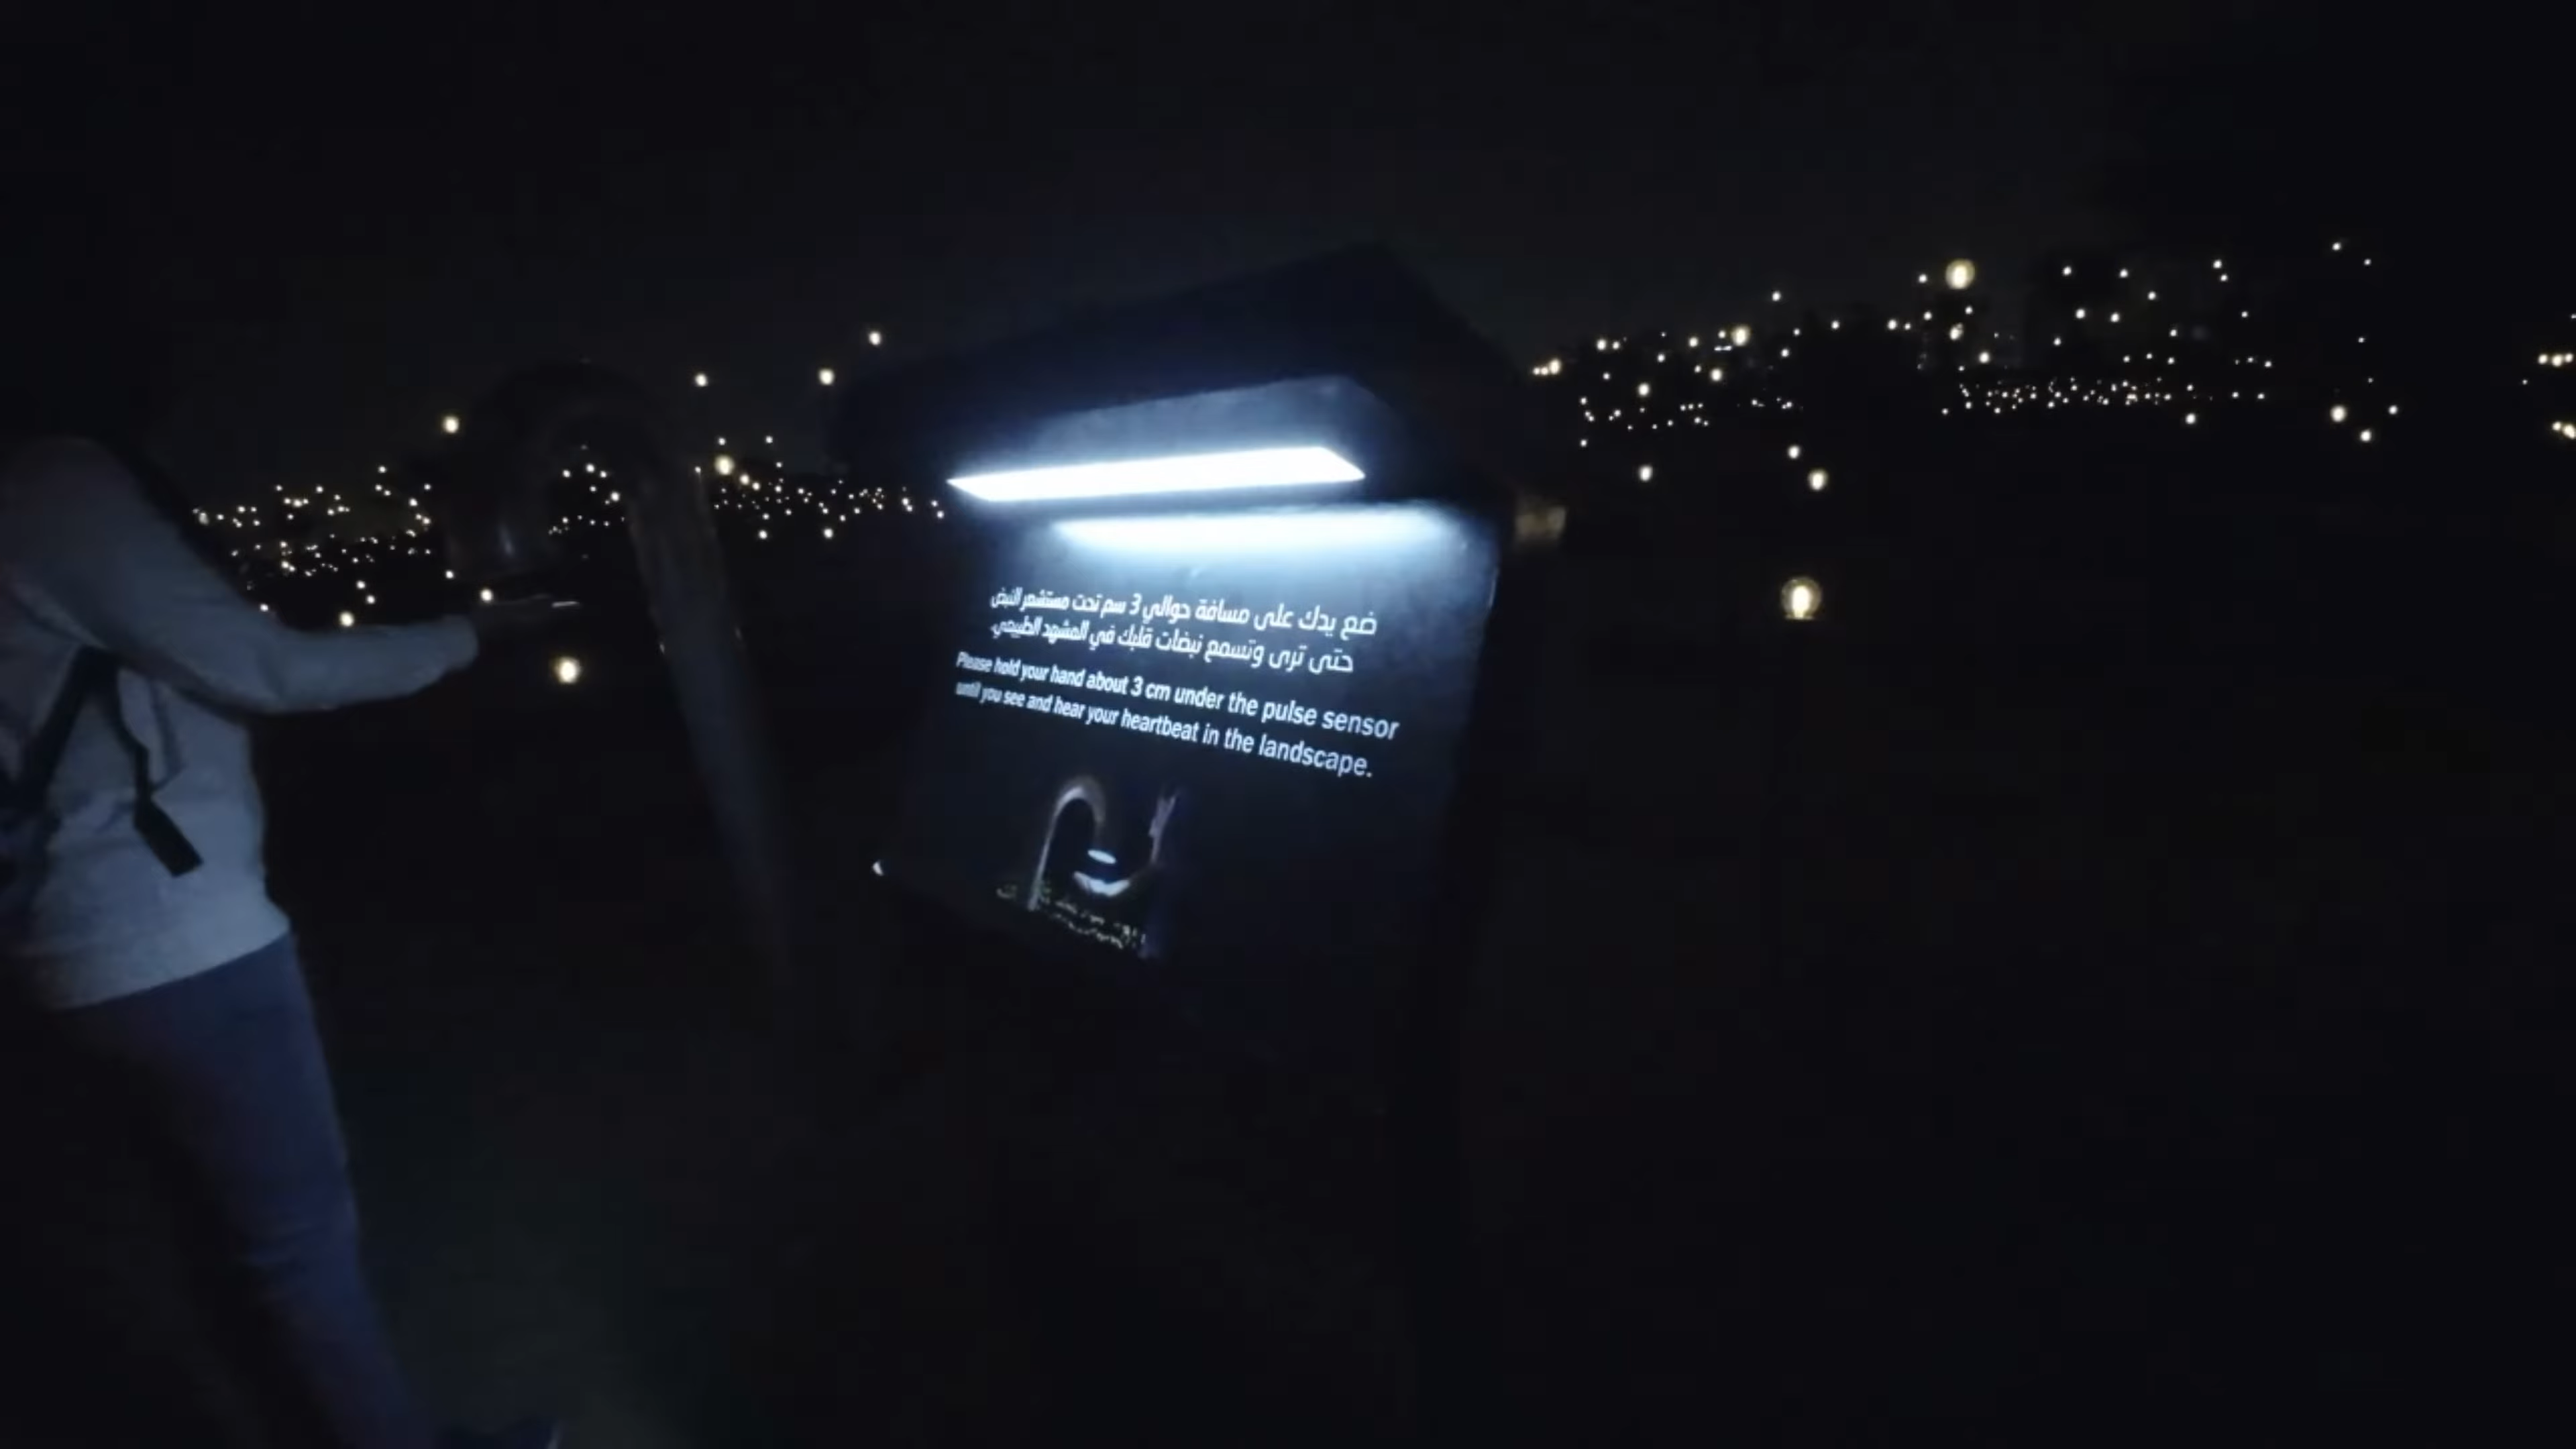 ضع يدك على مسافة حوالي 3 سم تحت مستشعر النبض
حتى ترى وتسمع نبضات قلبك في المشهد الطبيعي.
Please hold your hand about 3 cm under the pulse sensor
until you see and hear your heartbeat in the landscape.